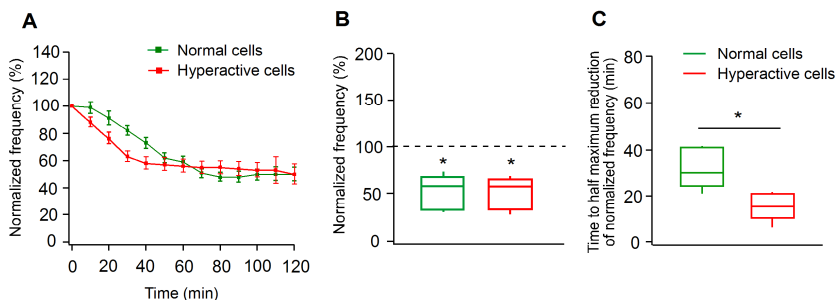 A
Normal cells
Hyperactive cells
Normalized frequency (%)
140
120
100
80
60
40
20
0
0 20 40 60 80 100 120
Time (min)
B
Normalized frequency (%)
200
150
100
50
0
* *
C
Normal cells
Hyperactive cells
Time to half maximum reduction
of normalized frequency (min)
80
60
40
20
0
*